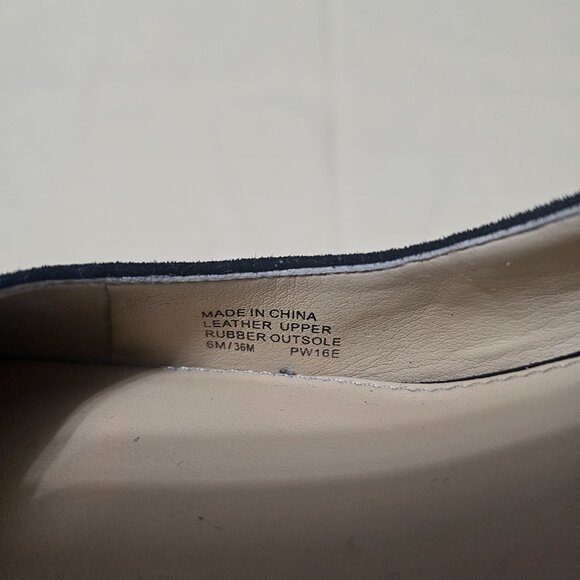 MADE IN CHINA
LEATHER UPPER
RUBBER OUTSOLE
6M/36M PW16E